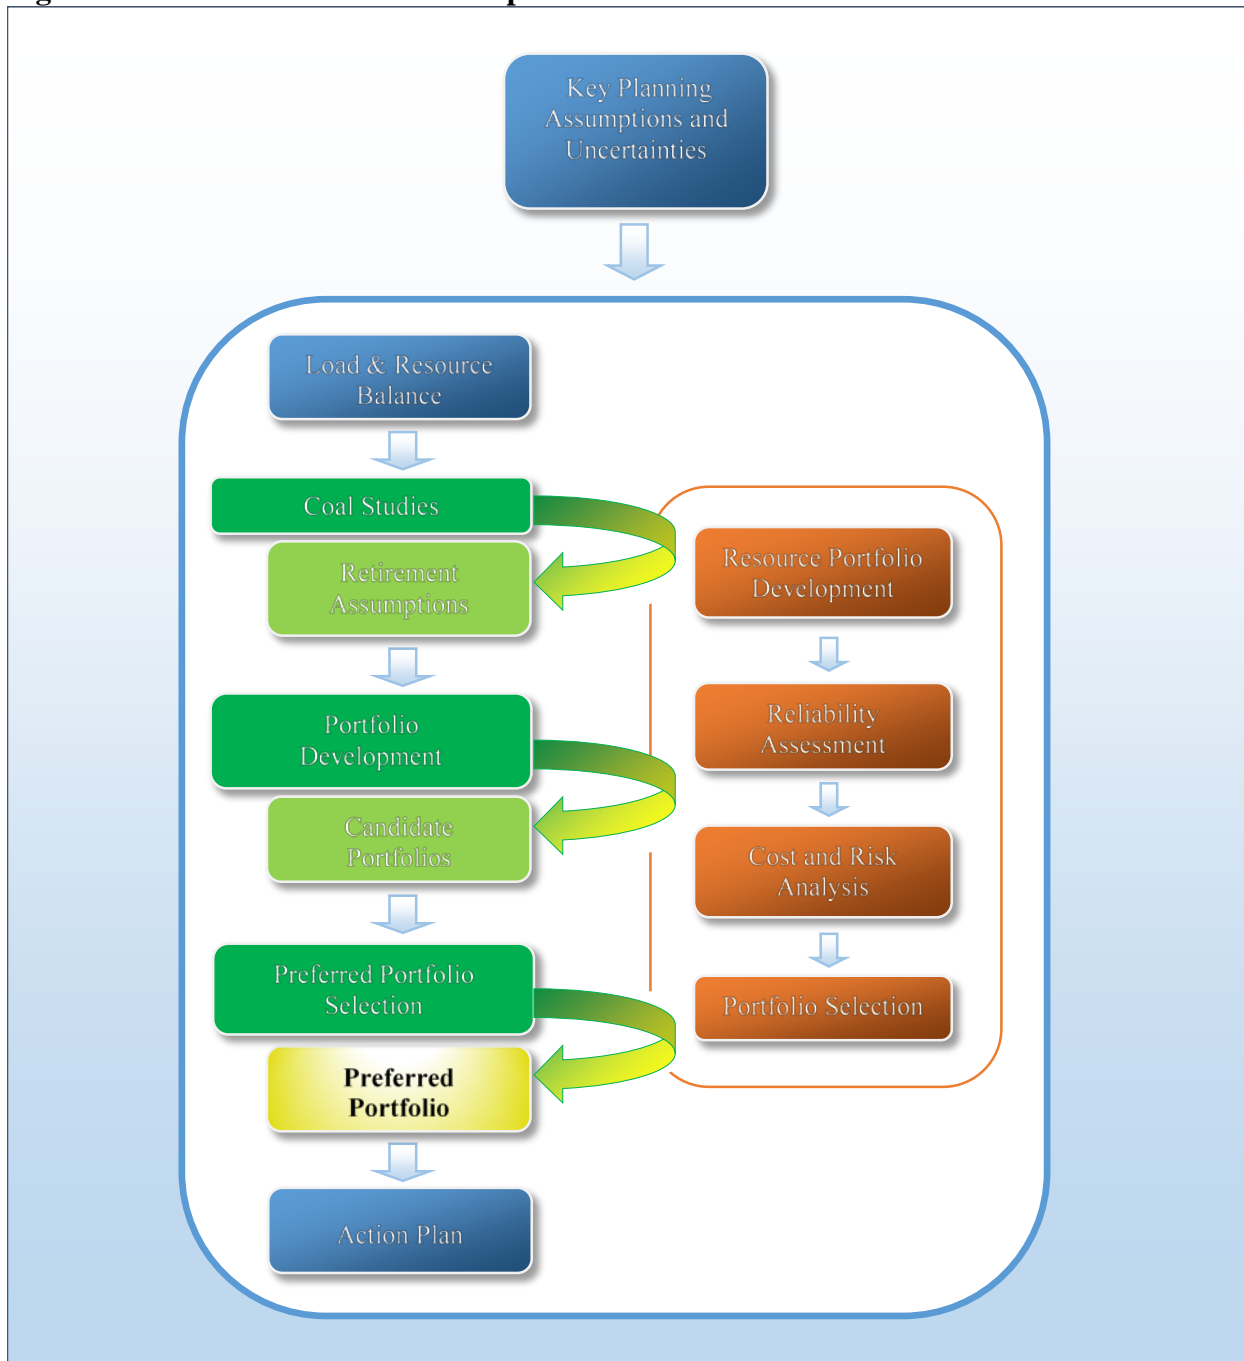 Key Planning
Assumptions and
Uncertainties
Load & Resource
Balance
Coal Studies
Retirement
Assumptions
Portfolio
Development
Candidate
Portfolios
Preferred Portfolio
Selection
Preferred
Portfolio
Action Plan
Resource Portfolio
Development
Reliability
Assessment
Cost and Risk
Analysis
Portfolio Selection